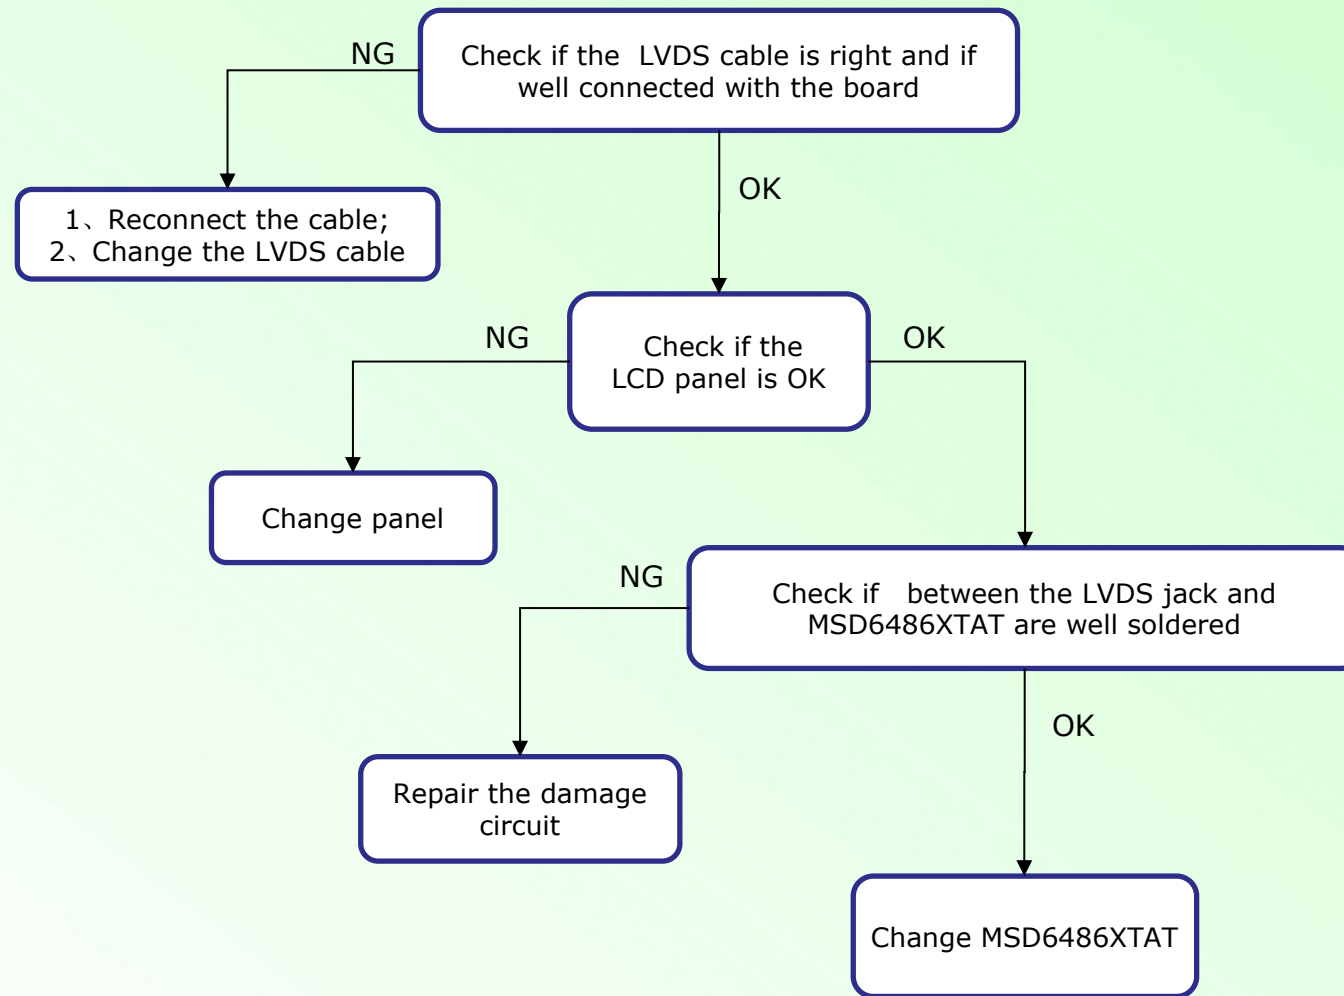 NG
Check if the LVDS cable is right and if
well connected with the board
OK
1、Reconnect the cable;
2、Change the LVDS cable
NG
Check if the
LCD panel is OK
OK
Change panel
NG
Check if between the LVDS jack and
MSD6486XTAT are well soldered
OK
Repair the damage
circuit
Change MSD6486XTAT